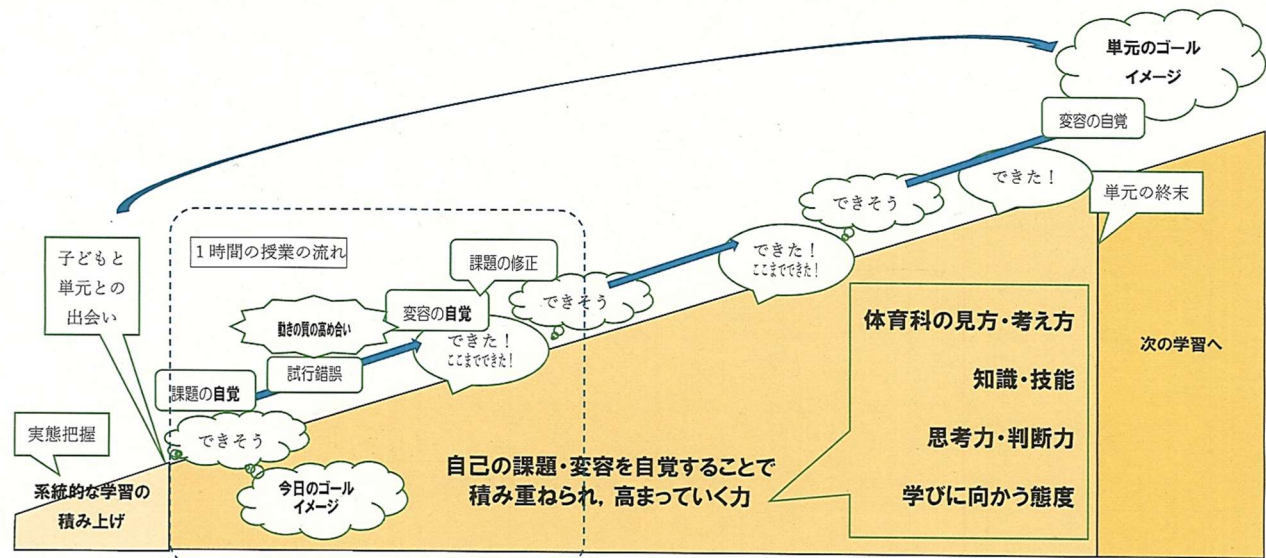 単元のゴール
イメージ
変容の自覚
できた！
できそう
単元の終末
子どもと
単元との
出会い
１時間の授業の流れ
課題の修正
できそう
できた！
ここまでできた！
動きの質の高め合い
変容の自覚
できた！
ここまでできた！
試行錯誤
課題の自覚
できそう
今日のゴール
イメージ
実態把握
系統的な学習の
積み上げ
自己の課題・変容を自覚することで
積み重ねられ，高まっていく力
体育科の見方・考え方
知識・技能
思考力・判断力
学びに向かう態度
次の学習へ